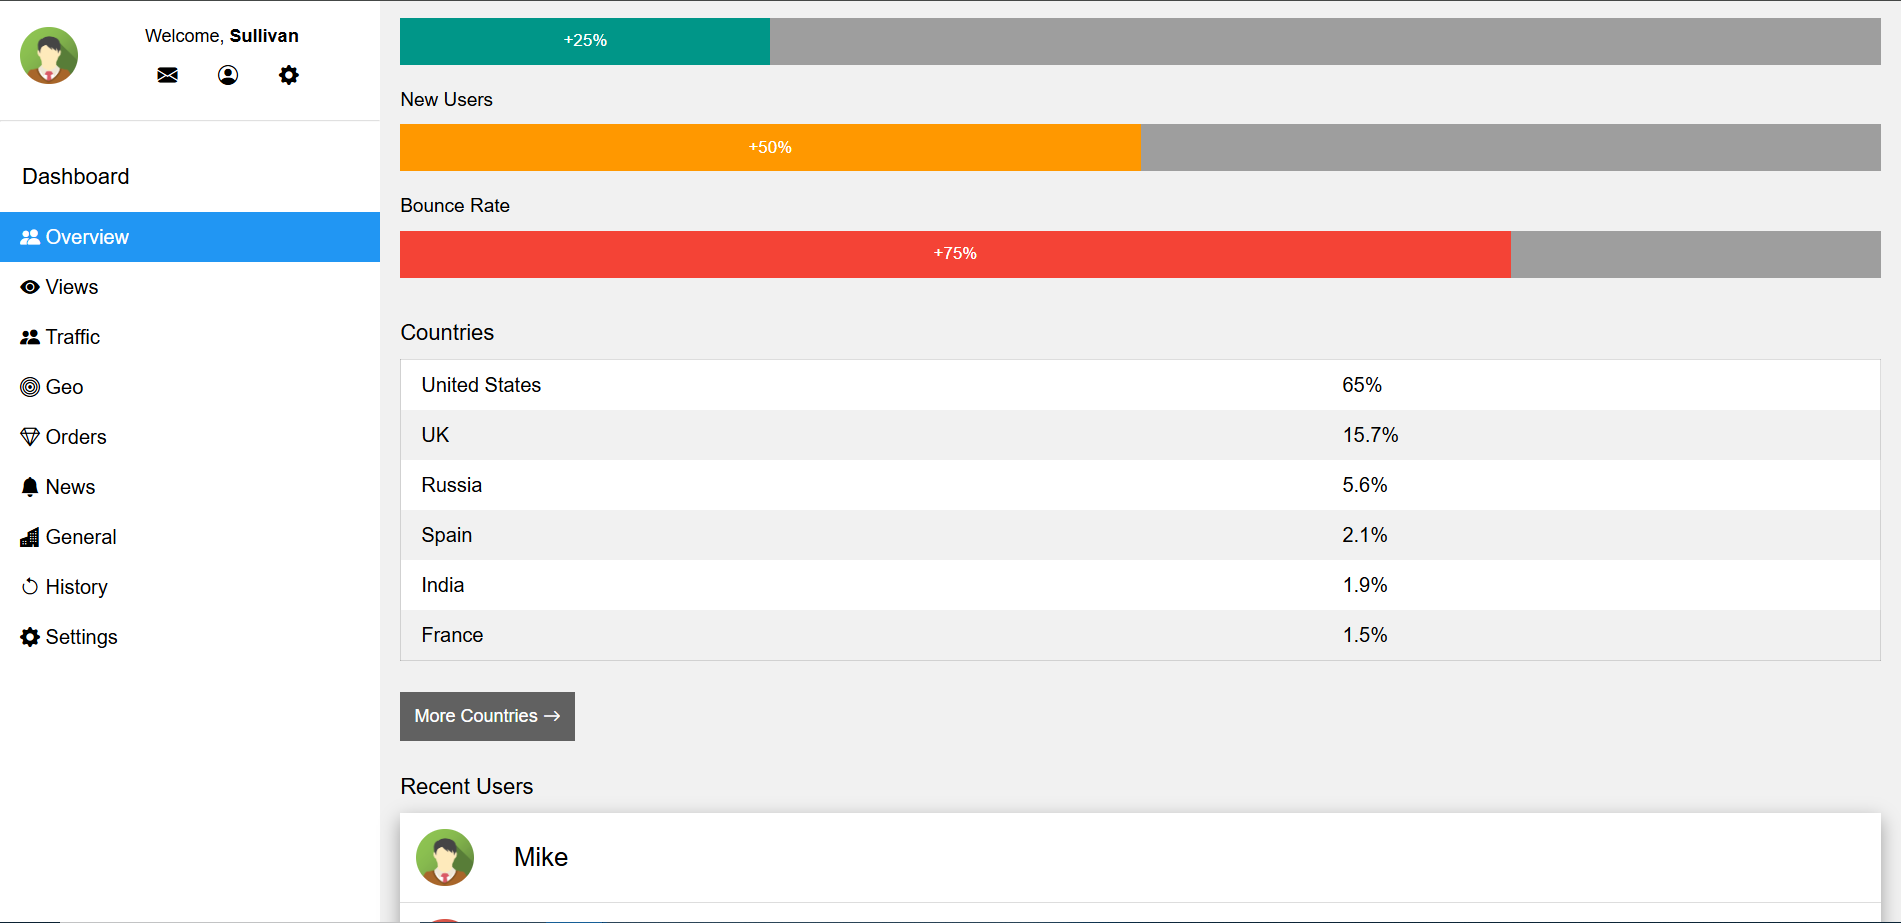 Welcome, Sullivan
Dashboard
Overview
Views
Traffic
Geo
Orders
News
General
History
Settings
+25%
New Users
+50%
Bounce Rate
+75%
Countries
United States 65%
UK 15.7%
Russia 5.6%
Spain 2.1%
India 1.9%
France 1.5%
More Countries →
Recent Users
Mike